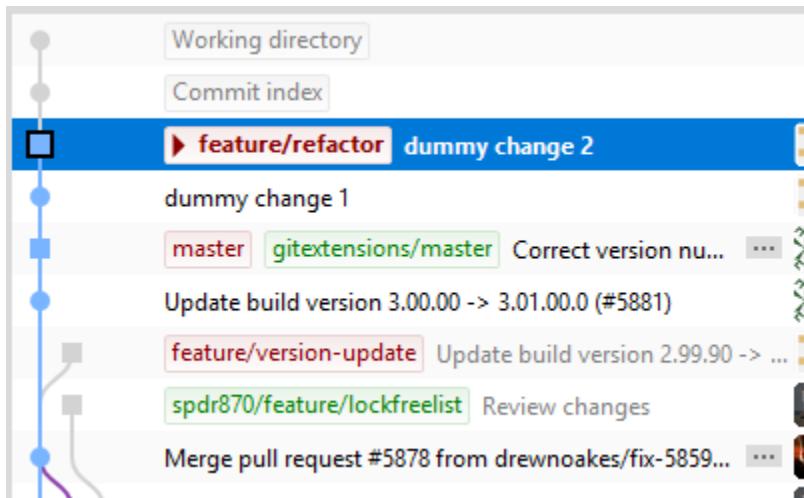 Working directory
Commit index
feature/refactor dummy change 2
dummy change 1
master gitextensions/master Correct version nu... ...
Update build version 3.00.00 -> 3.01.00.0 (#5881)
feature/version-update Update build version 2.99.90 -> ...
spdr870/feature/lockfreelist Review changes
Merge pull request #5878 from drewnoakes/fix-5859... ...